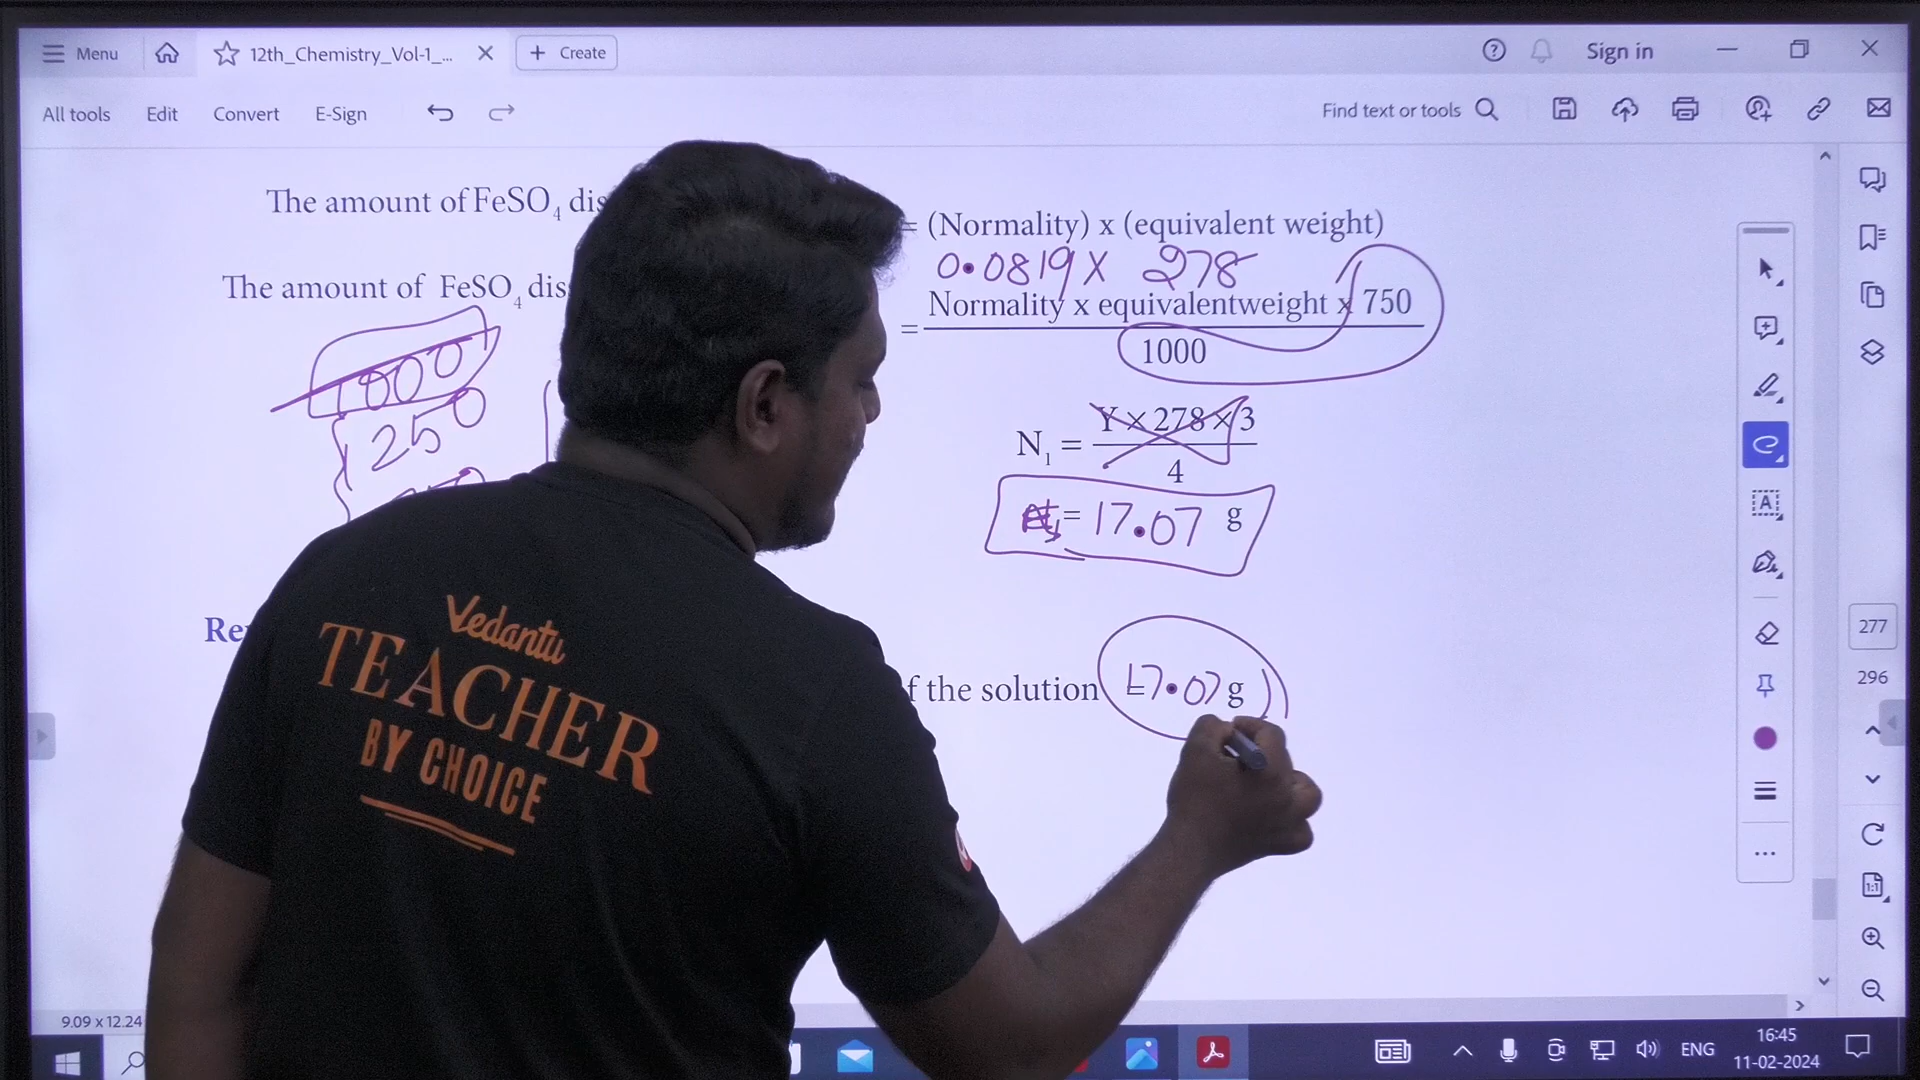 Menu
12th_Chemistry_Vol-1_...
+ Create
Sign in
All tools
Edit
Convert
E-Sign
Find text or tools
The amount of FeSO4 dis
= (Normality) x (equivalent weight)
0.0819 X 278
The amount of FeSO4 dis
= Normality x equivalentweight x 750
1000
1000
250
N1 = Y × 278 × 3
4
= 17.07 g
Re
f the solution = 17.07 g
Vedantu
TEACHER
BY CHOICE
277
296
1:1
9.09 x 12.24
ENG
16:45
11-02-2024